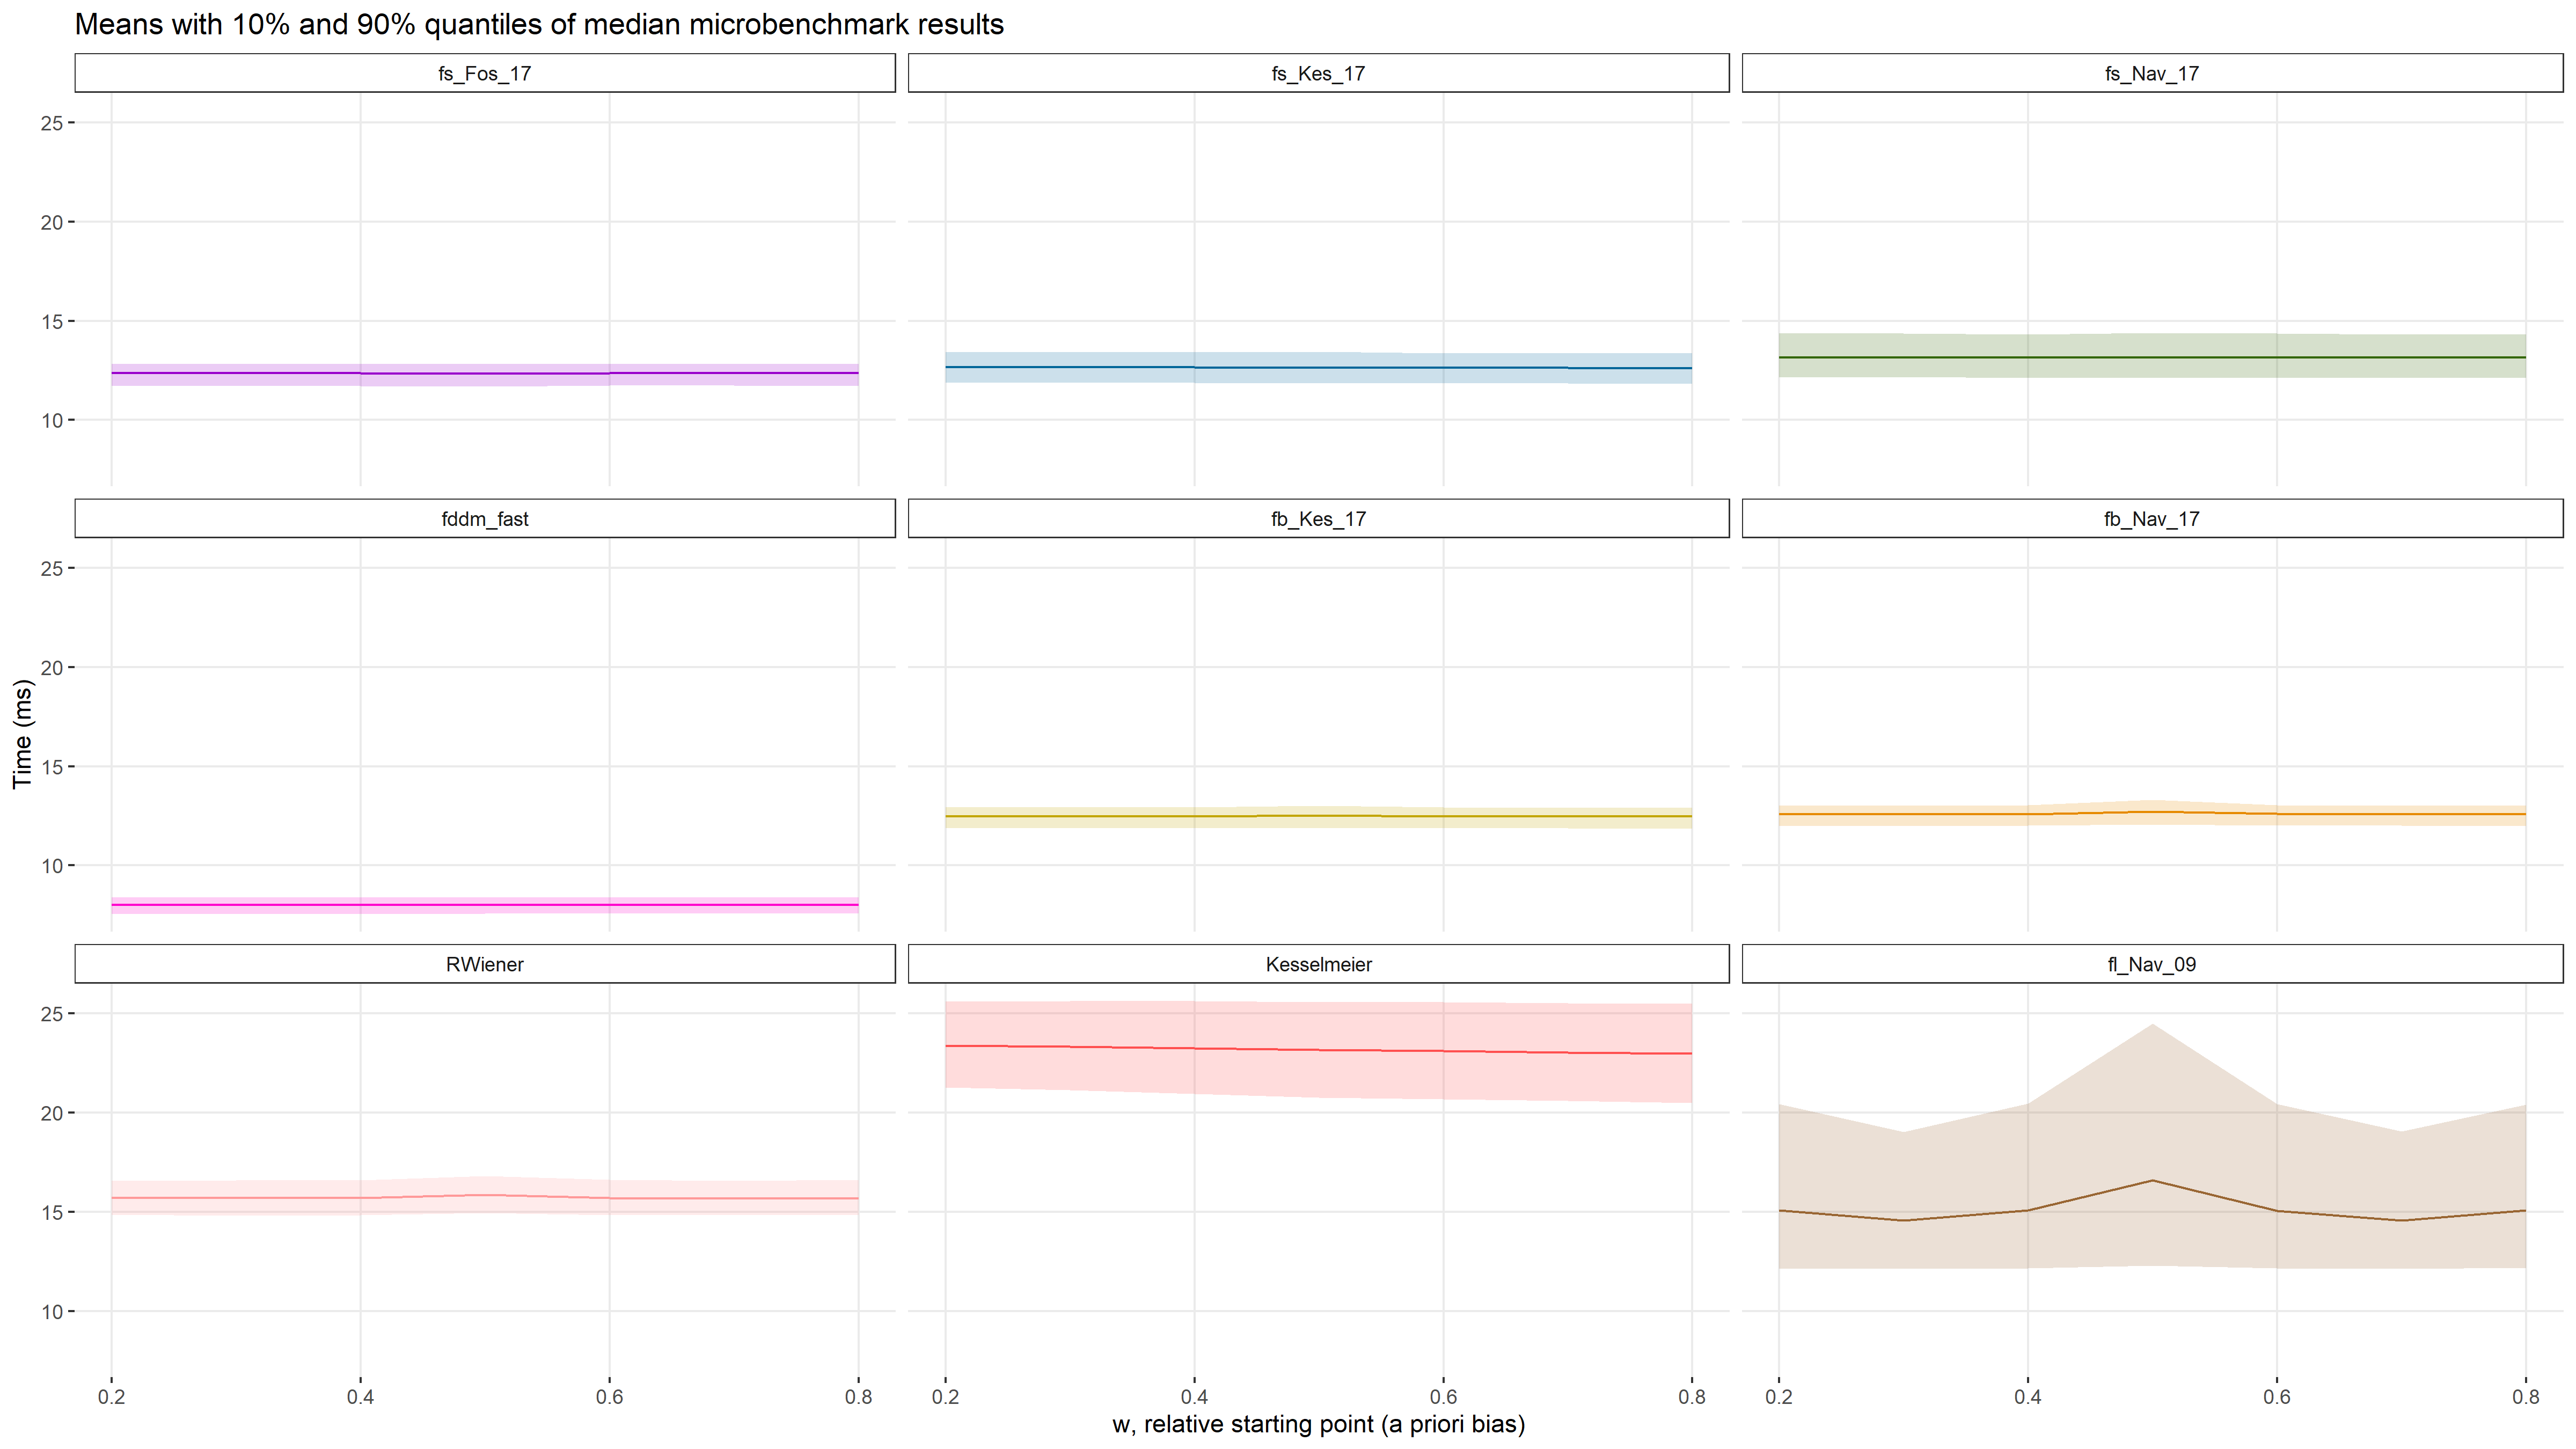 Means with 10% and 90% quantiles of median microbenchmark results
fs_Fos_17
fs_Kes_17
fs_Nav_17
25
20
15
10
fddm_fast
fb_Kes_17
fb_Nav_17
25
20
15
10
Time (ms)
RWiener
Kesselmeier
fl_Nav_09
25
20
15
10
0.2 0.4 0.6 0.8 0.2 0.4 0.6 0.8 0.2 0.4 0.6 0.8
w, relative starting point (a priori bias)